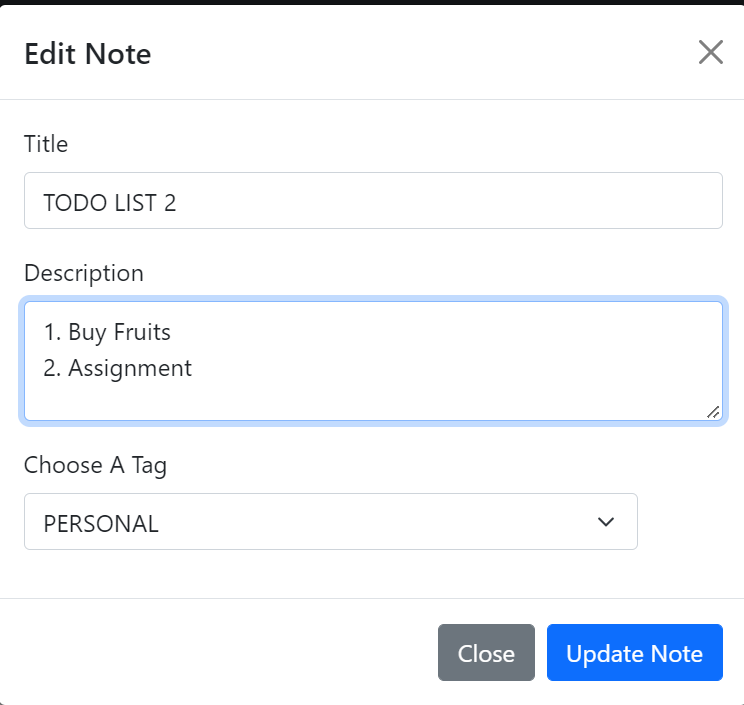 Edit Note
Title
TODO LIST 2
Description
1. Buy Fruits
2. Assignment
Choose A Tag
PERSONAL
Close
Update Note